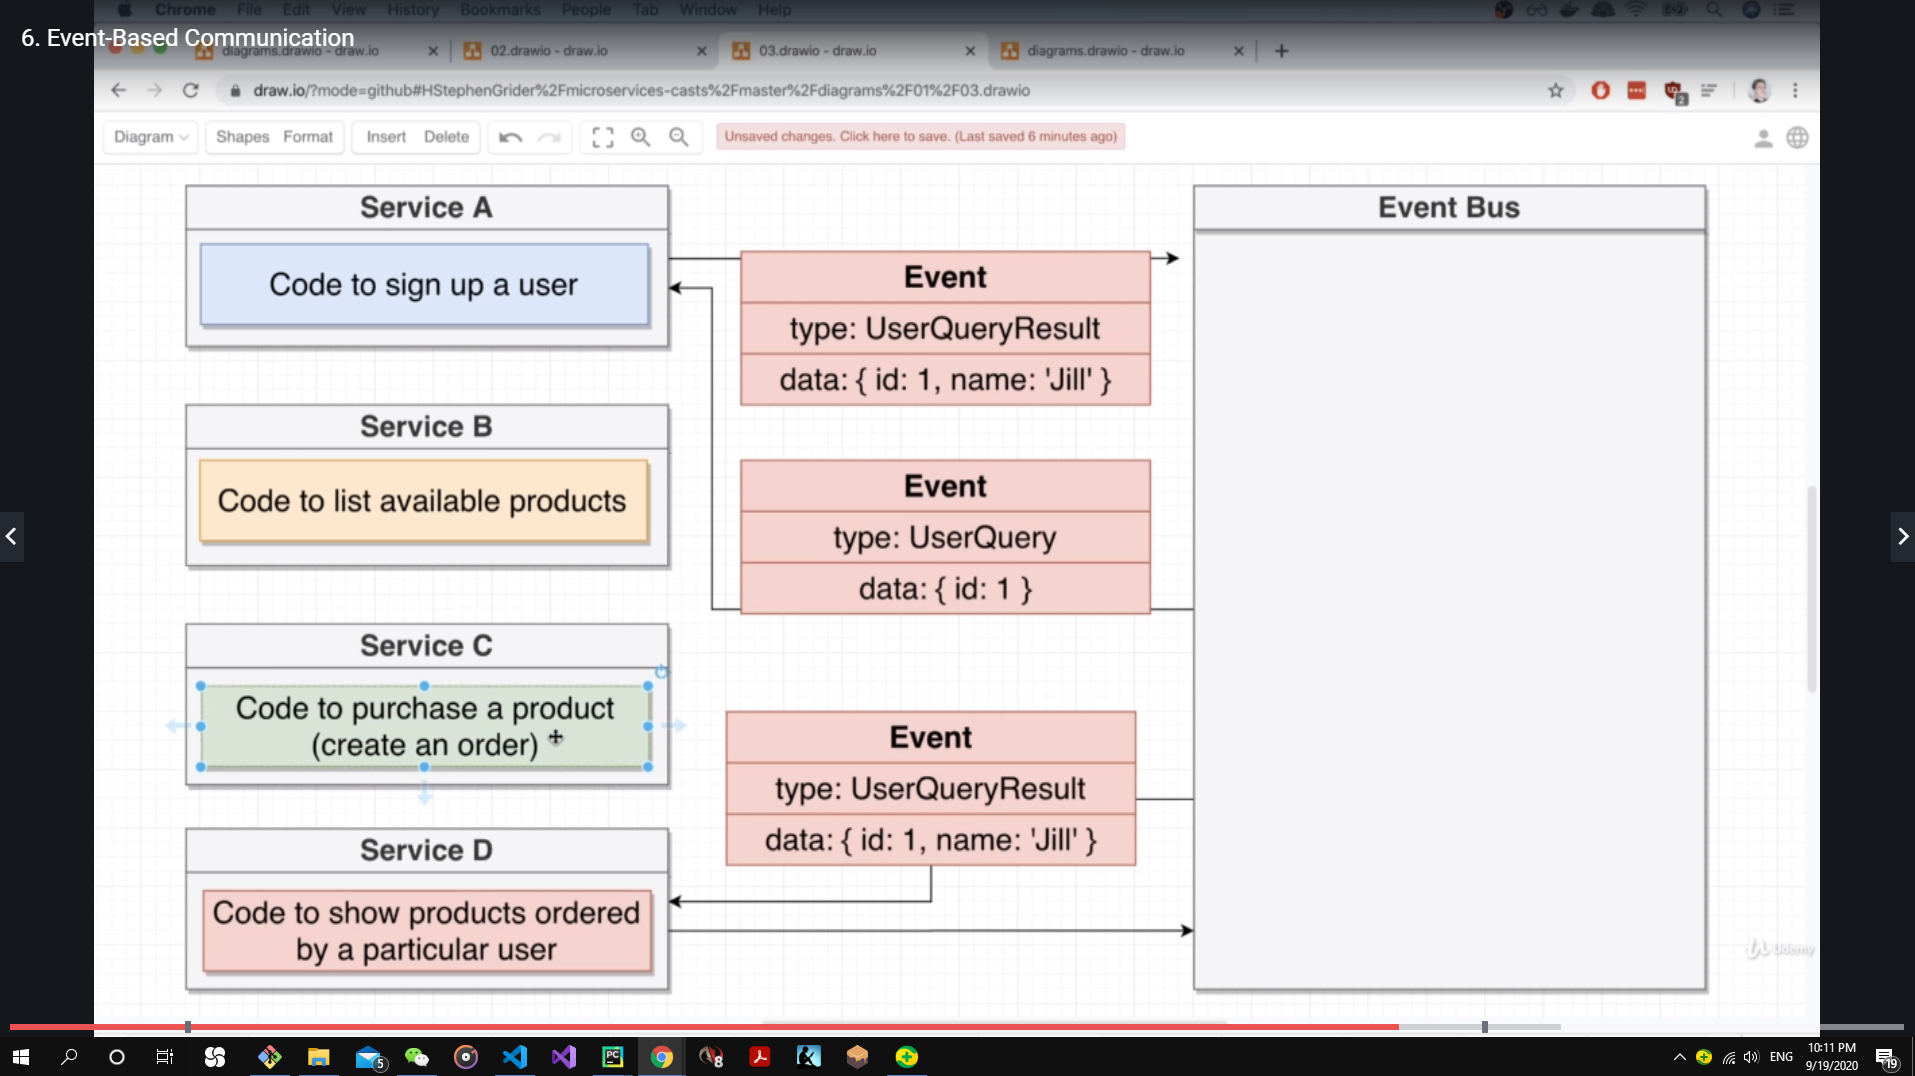 Chrome File Edit View History Bookmarks People Tab Window Help
6. Event-Based Communication
diagrams.drawio - draw.io
02.drawio - draw.io
03.drawio - draw.io
diagrams.drawio - draw.io
draw.io/?mode=github#HStephenGrider%2Fmicroservices-casts%2Fmaster%2Fdiagrams%2F01%2F03.drawio
2
Diagram Shapes Format Insert Delete
Unsaved changes. Click here to save. (Last saved 6 minutes ago)
Service A
Code to sign up a user
Event
type: UserQueryResult
data: { id: 1, name: 'Jill' }
Event Bus
Service B
Code to list available products
Event
type: UserQuery
data: { id: 1 }
Service C
Code to purchase a product
(create an order)
Event
type: UserQueryResult
data: { id: 1, name: 'Jill' }
Service D
Code to show products ordered
by a particular user
Udemy
5
PC
8
ENG
10:11 PM
9/19/2020
19